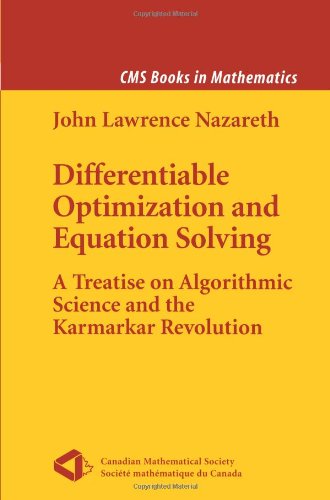 CMS Books in Mathematics
John Lawrence Nazareth
Differentiable
Optimization and
Equation Solving
A Treatise on Algorithmic
Science and the
Karmarkar Revolution
Canadian Mathematical Society
Société mathématique du Canada